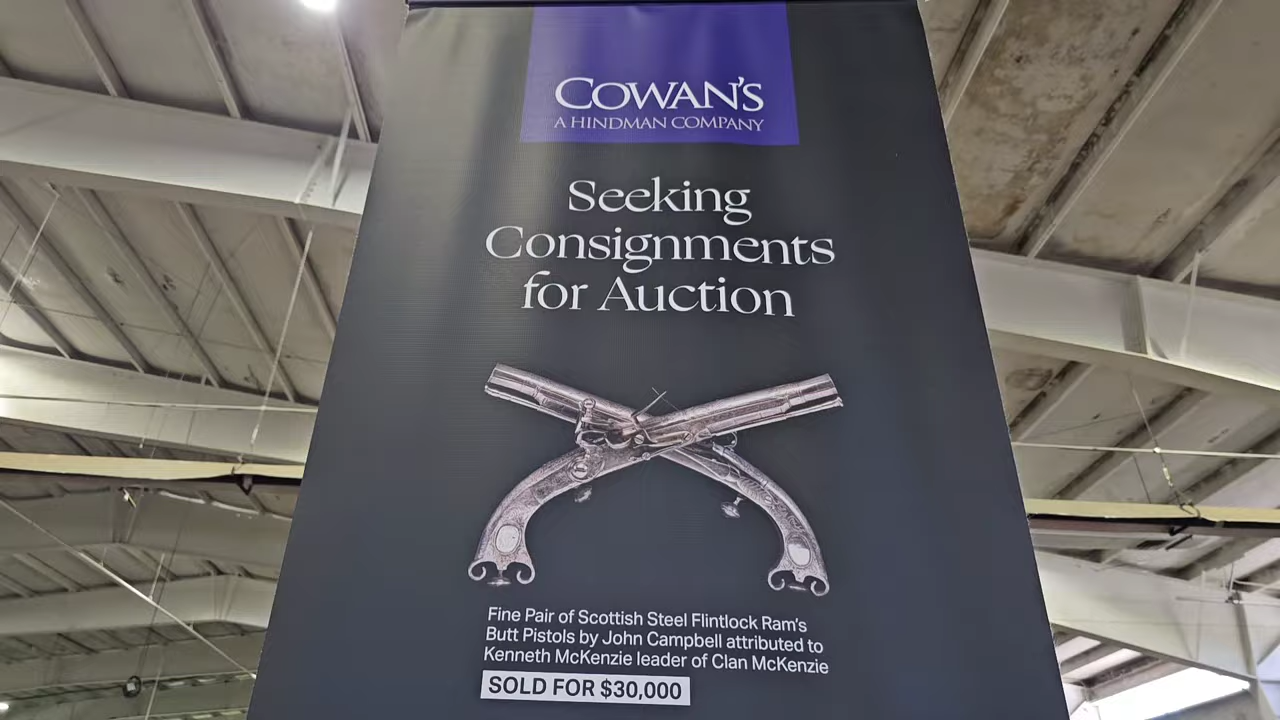 COWAN'S
A HINDMAN COMPANY
Seeking
Consignments
for Auction
Fine Pair of Scottish Steel Flintlock Ram's
Butt Pistols by John Campbell attributed to
Kenneth McKenzie leader of Clan McKenzie
SOLD FOR $30,000